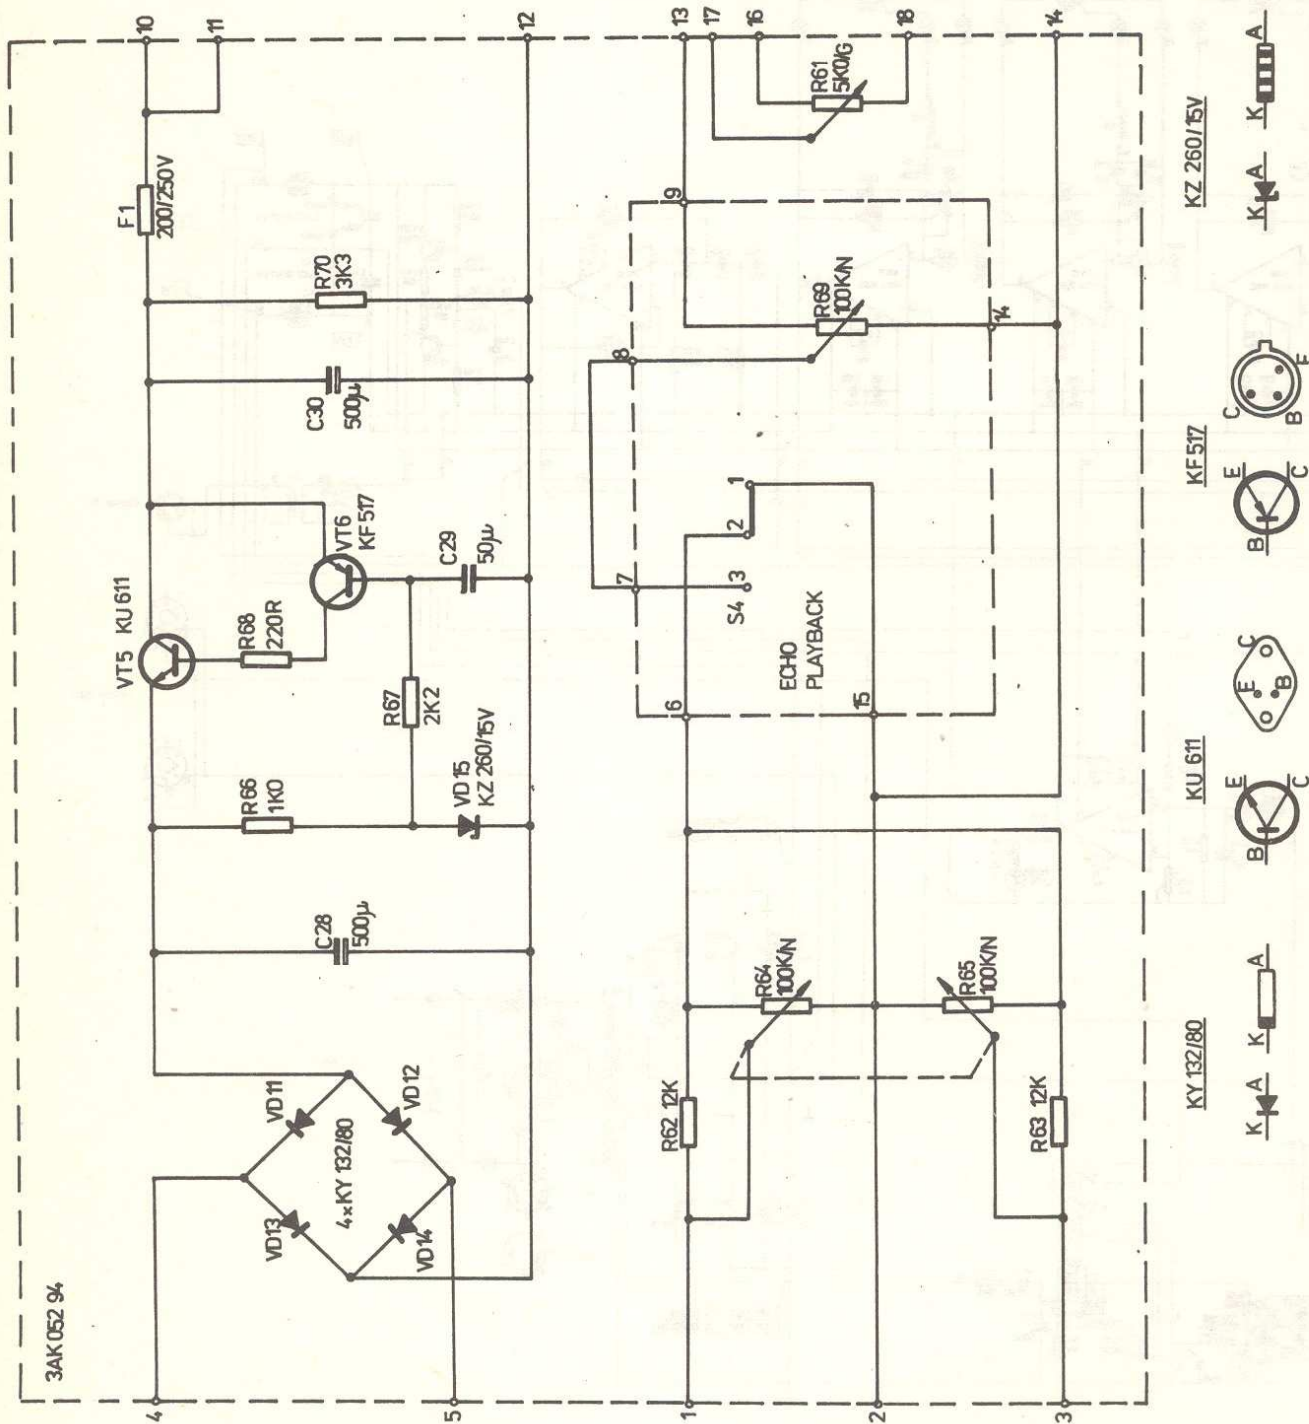 3AK 052 94
4
5
VD13
VD11
VD14
VD12
4×KY 132/80
C28
500µ
R66
1K0
VD 15
KZ 260/15V
R67
2K2
VT5 KU 611
R68
220R
VT6
KF 517
C29
50µ
C30
500µ
R70
3K3
F1
200/250V
10
11
12
1
2
3
R62 12K
R63 12K
R64
100K/N
R65
100K/N
6
15
ECHO
PLAYBACK
S4
3
2
1
7
8
9
R69
100K/N
14
R61
5K0/G
13
17
16
18
14
KY 132/80
K
A
K
A
KU 611
B
E
C
E
B
C
KF 517
B
E
C
C
B
KZ 260/15V
K
A
K
A